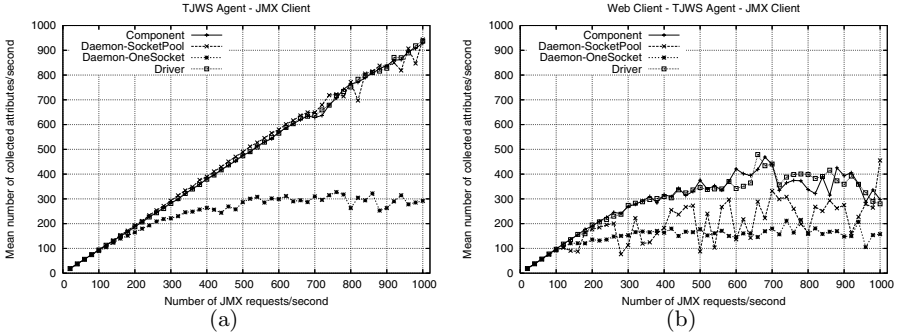 TJWS Agent - JMX Client
Mean number of collected attributes/second
1000
900
800
700
600
500
400
300
200
100
0
Component
Daemon-SocketPool
Daemon-OneSocket
Driver
0 100 200 300 400 500 600 700 800 900 1000
Number of JMX requests/second
(a)
Web Client - TJWS Agent - JMX Client
Mean number of collected attributes/second
1000
900
800
700
600
500
400
300
200
100
0
Component
Daemon-SocketPool
Daemon-OneSocket
Driver
0 100 200 300 400 500 600 700 800 900 1000
Number of JMX requests/second
(b)